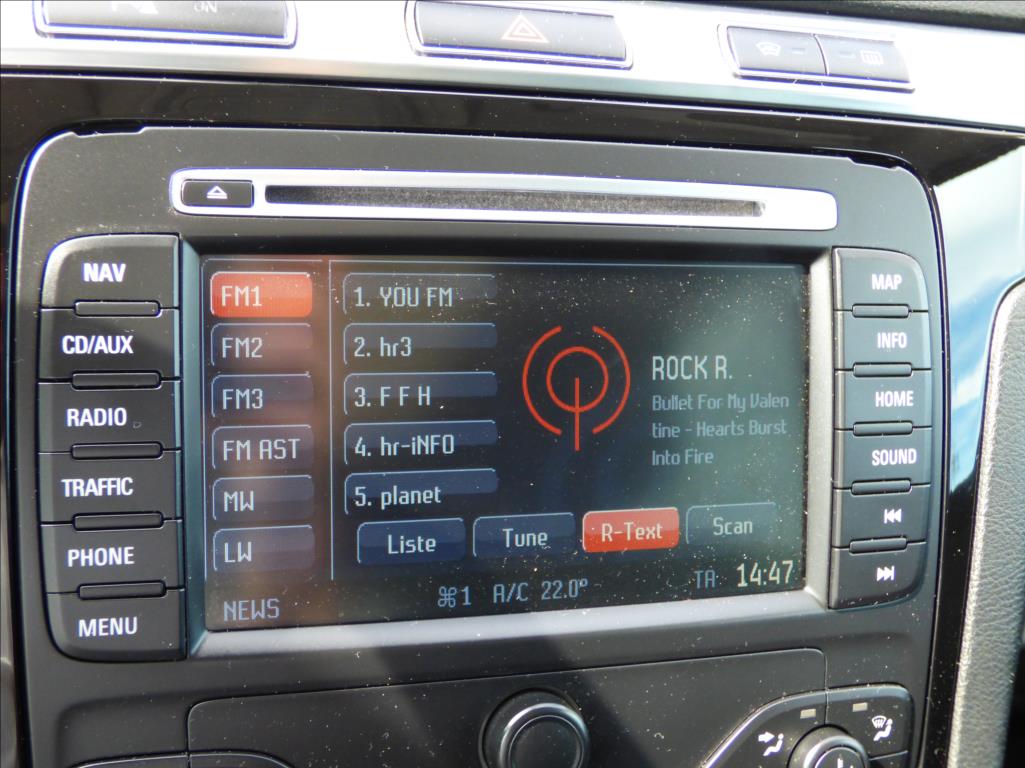 NAV
CD/AUX
RADIO
TRAFFIC
PHONE
MENU
FM1
FM2
FM3
FM AST
MW
LW
NEWS
1. YOU FM
2. hr3
3. F F H
4. hr-iNFO
5. planet
Liste
Tune
R-Text
Scan
ROCK R.
Bullet For My Valen
tine - Hearts Burst
Into Fire
1 A/C 22.0°
TA 14:47
MAP
INFO
HOME
SOUND